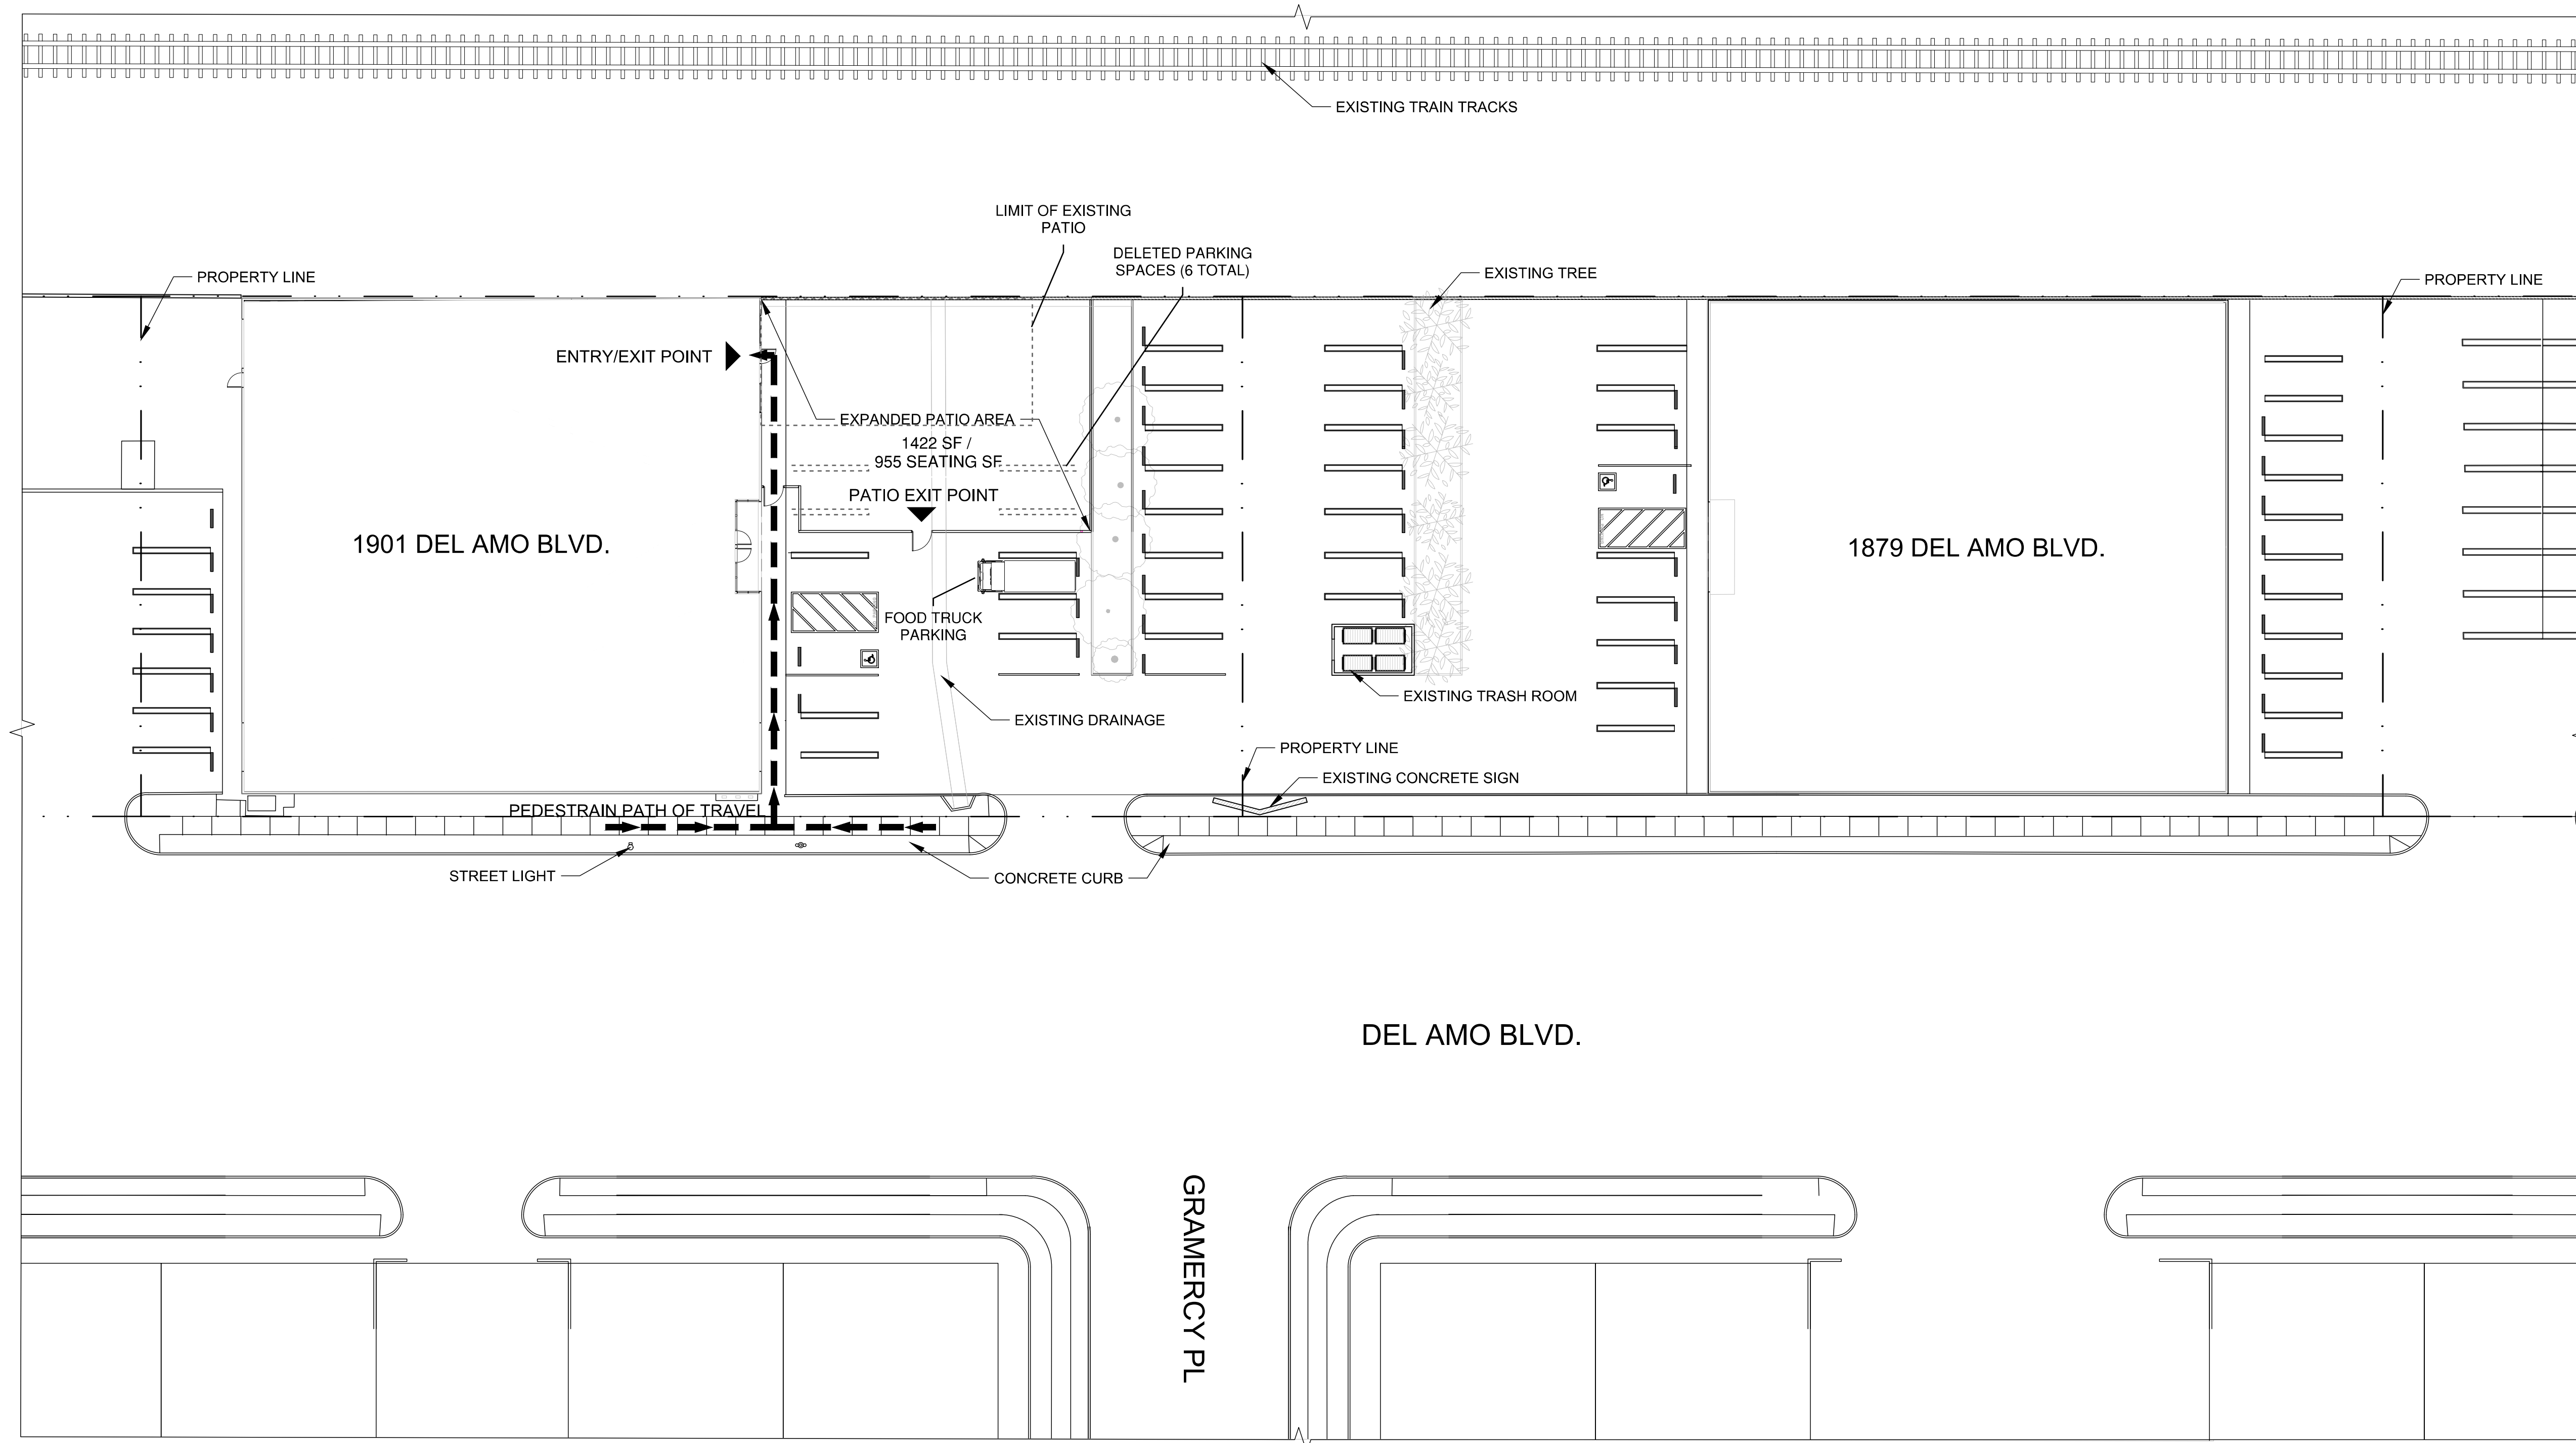 EXISTING TRAIN TRACKS
LIMIT OF EXISTING
PATIO
DELETED PARKING
SPACES (6 TOTAL)
PROPERTY LINE
EXISTING TREE
PROPERTY LINE
ENTRY/EXIT POINT
EXPANDED PATIO AREA
1422 SF /
955 SEATING SF
PATIO EXIT POINT
1901 DEL AMO BLVD.
1879 DEL AMO BLVD.
FOOD TRUCK
PARKING
EXISTING TRASH ROOM
EXISTING DRAINAGE
PROPERTY LINE
EXISTING CONCRETE SIGN
PEDESTRAIN PATH OF TRAVEL
STREET LIGHT
CONCRETE CURB
DEL AMO BLVD.
GRAMERCY PL